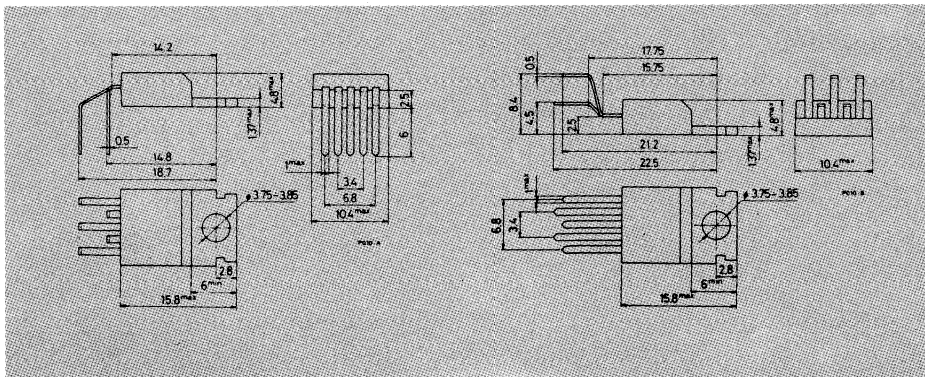 14.2
4.8max
1.37max
0.5
14.8
18.7
2.5
6
1max
3.4
6.8
10.4max
P010-A
ø 3.75-3.85
2.8
6min
15.8max
17.75
15.75
0.5
8.4
4.5
2.5
4.8max
1.37max
21.2
22.5
10.4max
P010-B
1max
6.8
3.4
ø 3.75-3.85
2.8
6min
15.8max